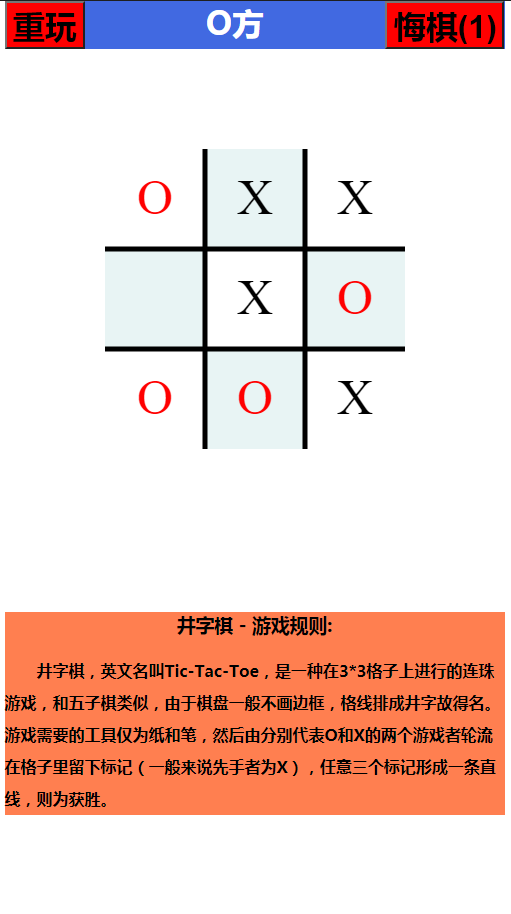 重玩 O方 悔棋(1)
O X X
X O
O O X
井字棋 - 游戏规则:
井字棋，英文名叫Tic-Tac-Toe，是一种在3*3格子上进行的连珠
游戏，和五子棋类似，由于棋盘一般不画边框，格线排成井字故得名。
游戏需要的工具仅为纸和笔，然后由分别代表O和X的两个游戏者轮流
在格子里留下标记（一般来说先手者为X），任意三个标记形成一条直
线，则为获胜。